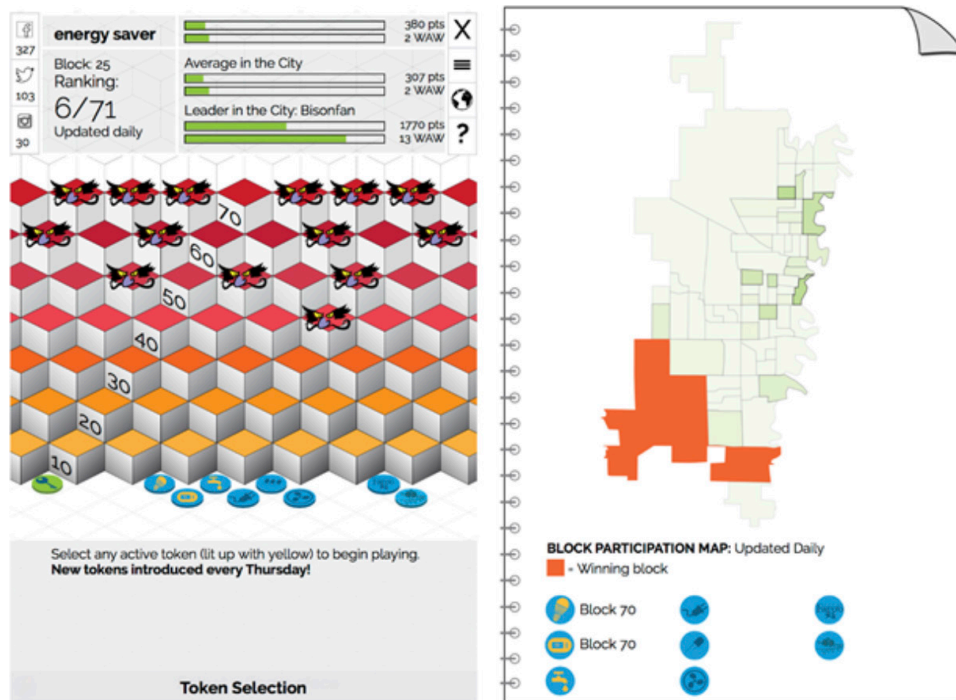 327
103
30
energy saver
Block: 25
Ranking:
6/71
Updated daily
380 pts
2 WAW
Average in the City
307 pts
2 WAW
Leader in the City: Bisonfan
1770 pts
13 WAW
X
?
70
60
50
40
30
20
10
Select any active token (lit up with yellow) to begin playing.
New tokens introduced every Thursday!
Token Selection
BLOCK PARTICIPATION MAP: Updated Daily
= Winning block
Block 70
Block 70